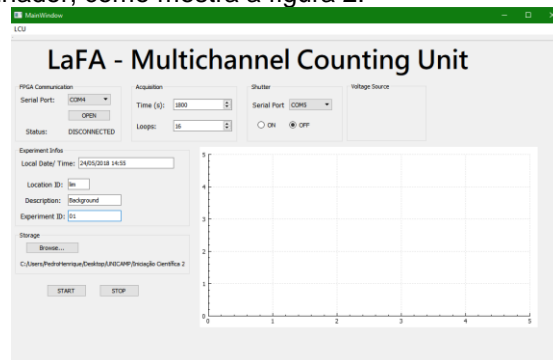 como mostra a figura 2.
MainWindow
LCU
LaFA - Multichannel Counting Unit
FPGA Communication
Serial Port: COM4
OPEN
Status: DISCONNECTED
Acquisition
Time (s): 1800
Loops: 16
Shutter
Serial Port COM5
ON OFF
Voltage Source
Experiment Infos
Local Date/ Time: 24/05/2018 14:55
Location ID: lim
Description: Background
Experiment ID: 01
Storage
Browse...
C:/Users/PedroHenrique/Desktop/UNICAMP/Iniciação Científica 2
START STOP
5
4
3
2
1
0
0 1 2 3 4 5